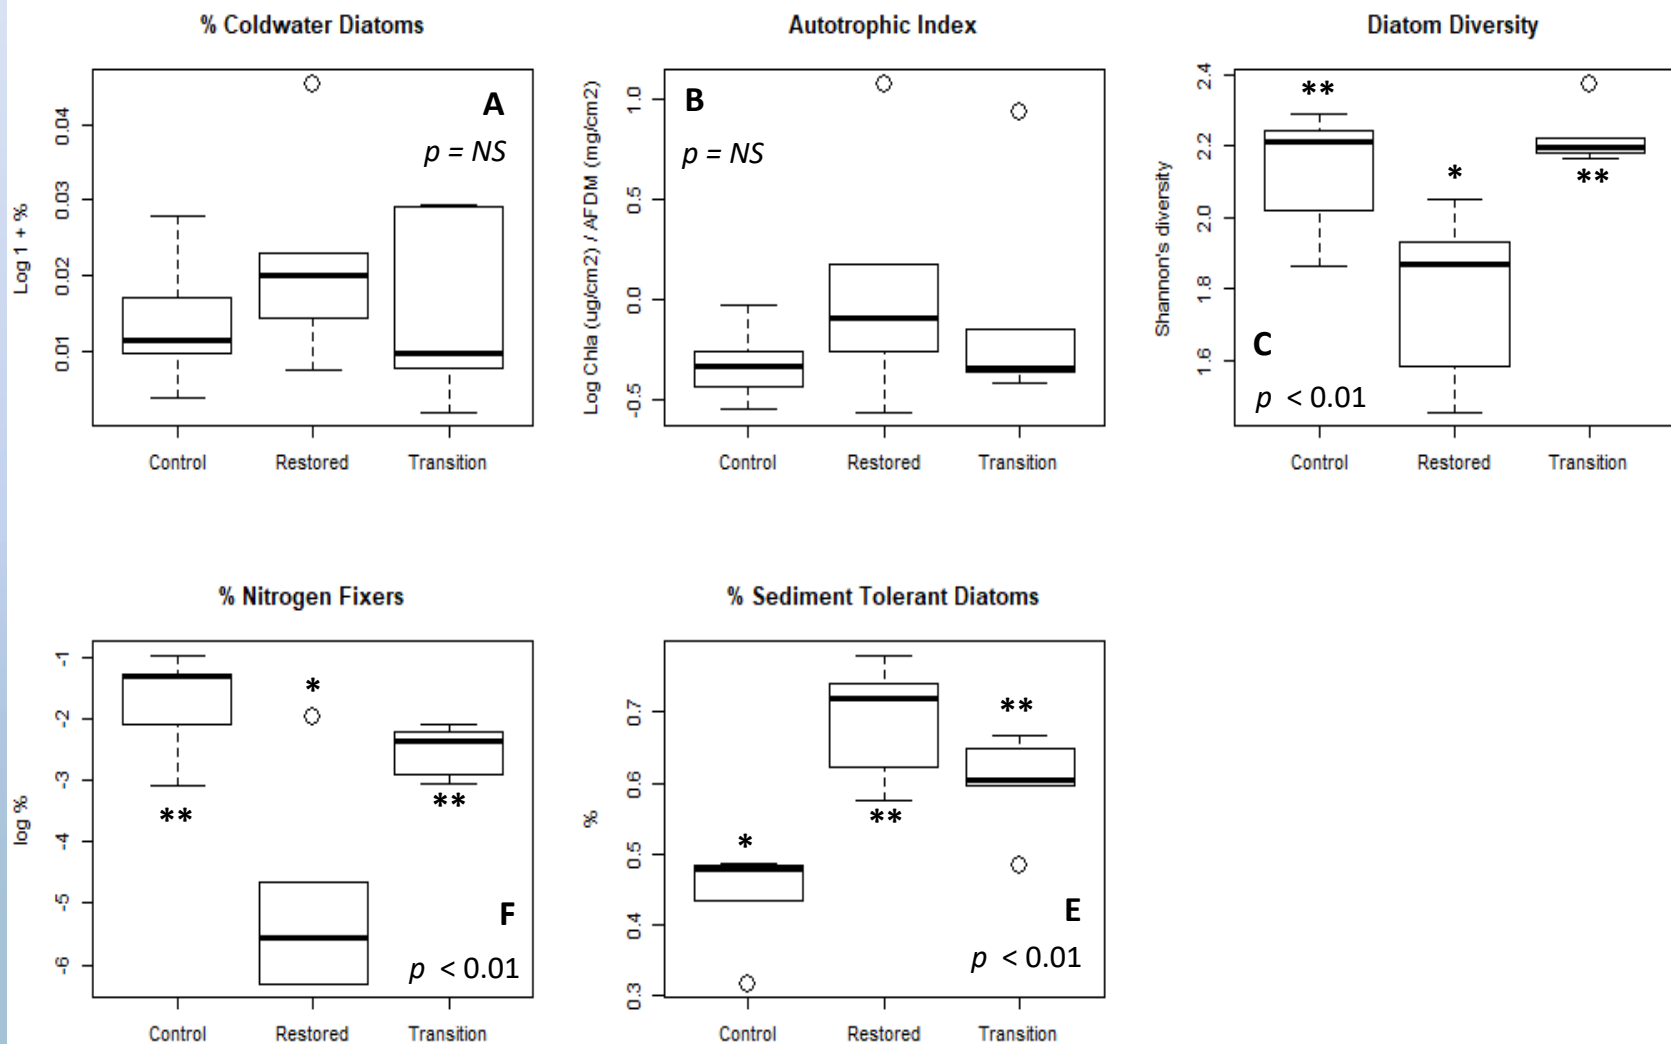 % Coldwater Diatoms
A
p = NS
Log 1 + %
0.04
0.03
0.02
0.01
Control Restored Transition
Autotrophic Index
B
p = NS
Log Chla (ug/cm2) / AFDM (mg/cm2)
1.0
0.5
0.0
-0.5
Control Restored Transition
Diatom Diversity
**
*
**
Shannon's diversity
2.4
2.2
2.0
1.8
1.6
C
p < 0.01
Control Restored Transition
% Nitrogen Fixers
*
**
**
log %
-1
-2
-3
-4
-5
-6
F
p < 0.01
Control Restored Transition
% Sediment Tolerant Diatoms
**
*
**
%
0.7
0.6
0.5
0.4
0.3
E
p < 0.01
Control Restored Transition